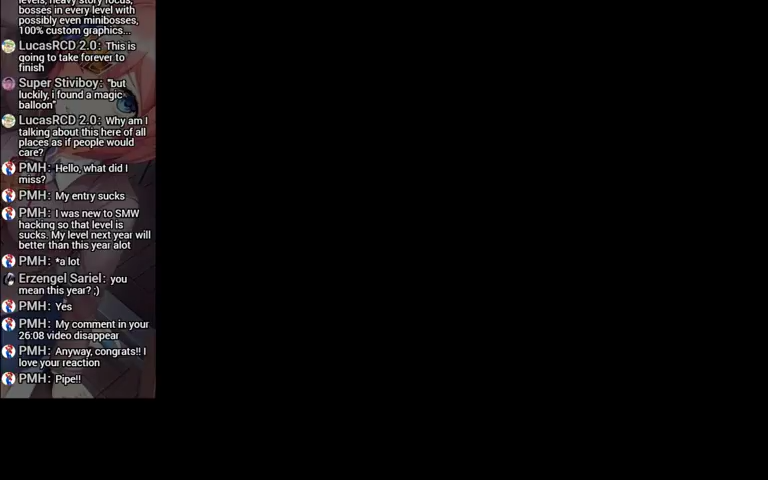 levels, heavy story focus,
bosses in every level with
possibly even minibosses,
100% custom graphics...
LucasRCD 2.0: This is
going to take forever to
finish
Super Stiviboy: "but
luckily, i found a magic
balloon"
LucasRCD 2.0: Why am I
talking about this here of all
places as if people would
care?
PMH: Hello, what did I
miss?
PMH: My entry sucks
PMH: I was new to SMW
hacking so that level is
sucks. My level next year will
better than this year alot
PMH: *a lot
Erzengel Sariel: you
mean this year? ;)
PMH: Yes
PMH: My comment in your
26:08 video disappear
PMH: Anyway, congrats!! I
love your reaction
PMH: Pipe!!